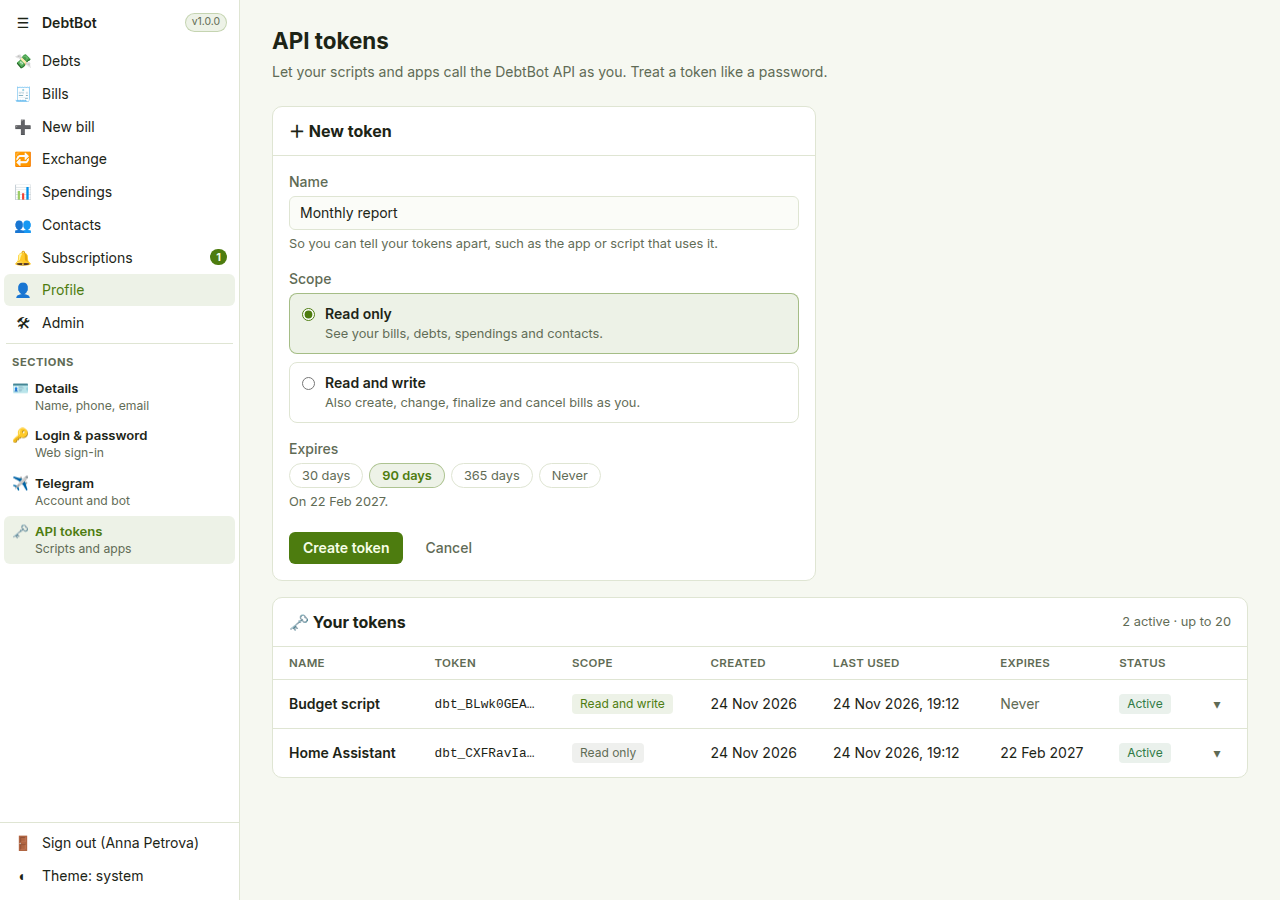 DebtBot
v1.0.0
Debts
Bills
New bill
Exchange
Spendings
Contacts
Subscriptions
1
Profile
Admin
SECTIONS
Details
Name, phone, email
Login & password
Web sign-in
Telegram
Account and bot
API tokens
Scripts and apps
Sign out (Anna Petrova)
Theme: system
API tokens
Let your scripts and apps call the DebtBot API as you. Treat a token like a password.
New token
Name
Monthly report
So you can tell your tokens apart, such as the app or script that uses it.
Scope
Read only
See your bills, debts, spendings and contacts.
Read and write
Also create, change, finalize and cancel bills as you.
Expires
30 days 90 days 365 days Never
On 22 Feb 2027.
Create token Cancel
Your tokens 2 active · up to 20
NAME TOKEN SCOPE CREATED LAST USED EXPIRES STATUS
Budget script dbt_BLwk0GEA… Read and write 24 Nov 2026 24 Nov 2026, 19:12 Never Active
Home Assistant dbt_CXFRavIa… Read only 24 Nov 2026 24 Nov 2026, 19:12 22 Feb 2027 Active